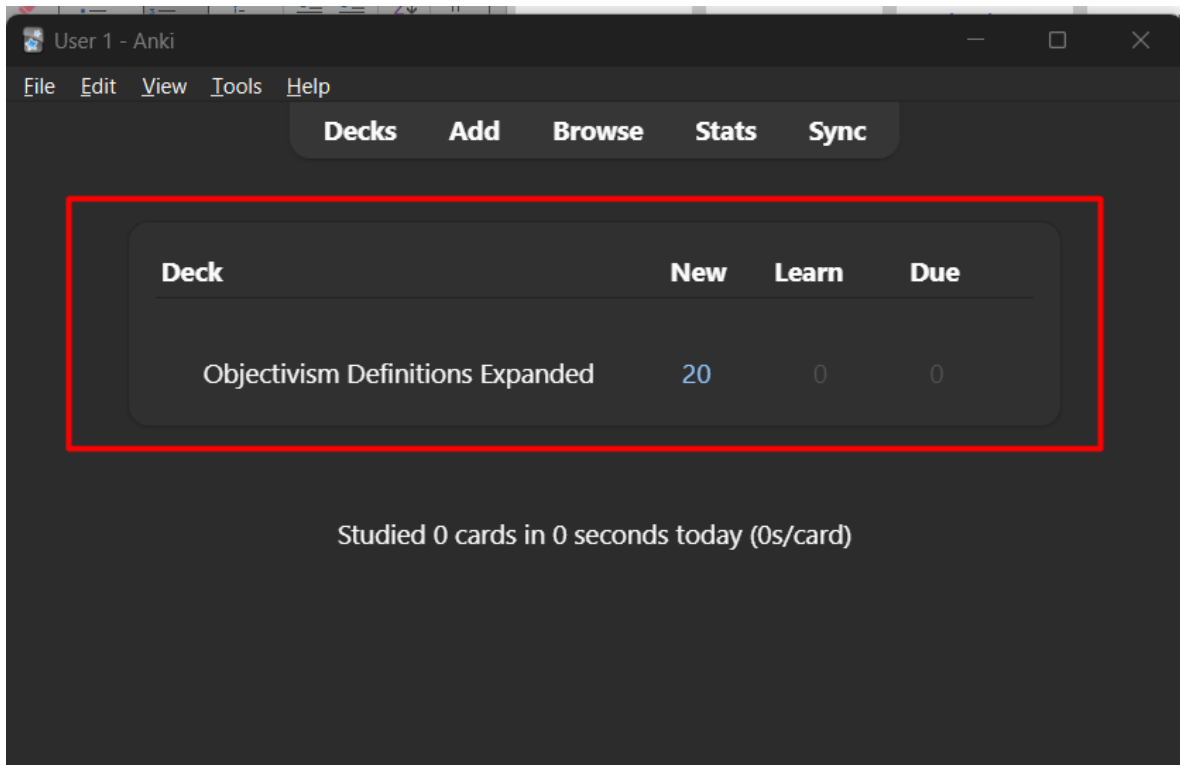 User 1 - Anki
File Edit View Tools Help
Decks Add Browse Stats Sync
Deck New Learn Due
Objectivism Definitions Expanded 20 0 0
Studied 0 cards in 0 seconds today (0s/card)